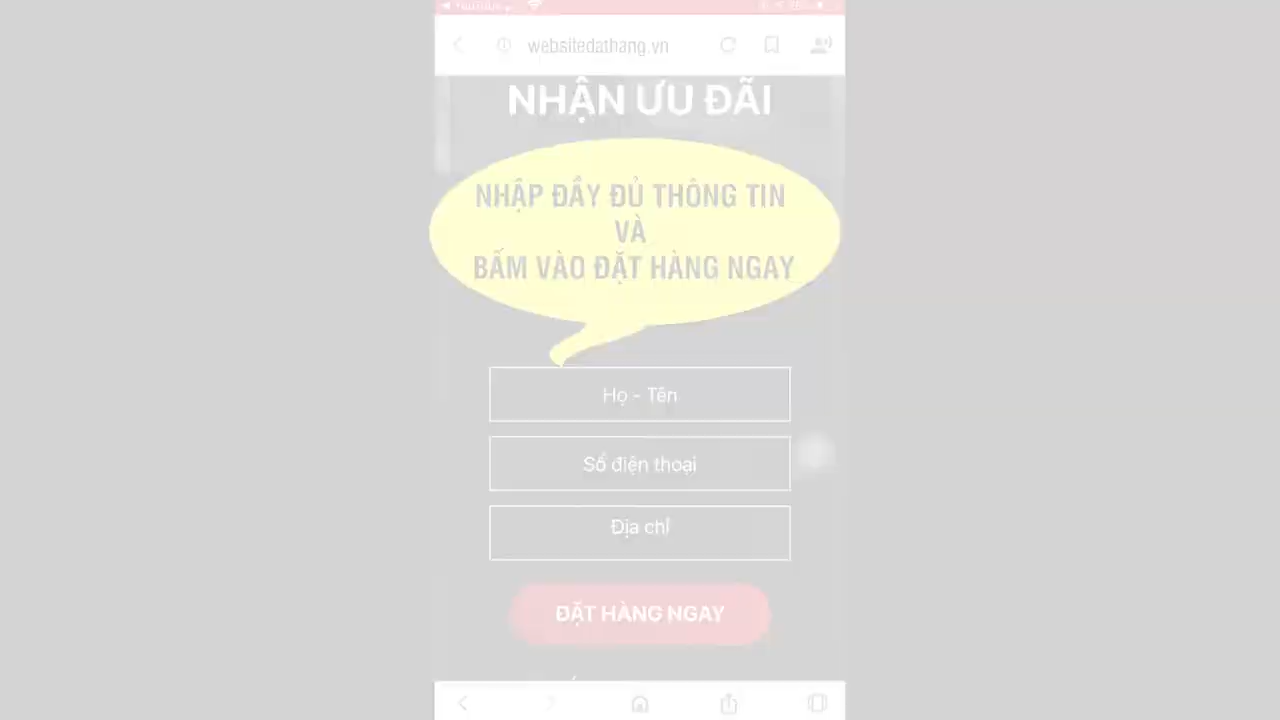 websitedathang.vn
NHẬN ƯU ĐÃI
NHẬP ĐẦY ĐỦ THÔNG TIN
VÀ
BẤM VÀO ĐẶT HÀNG NGAY
Họ - Tên
Số điện thoại
Địa chỉ
ĐẶT HÀNG NGAY